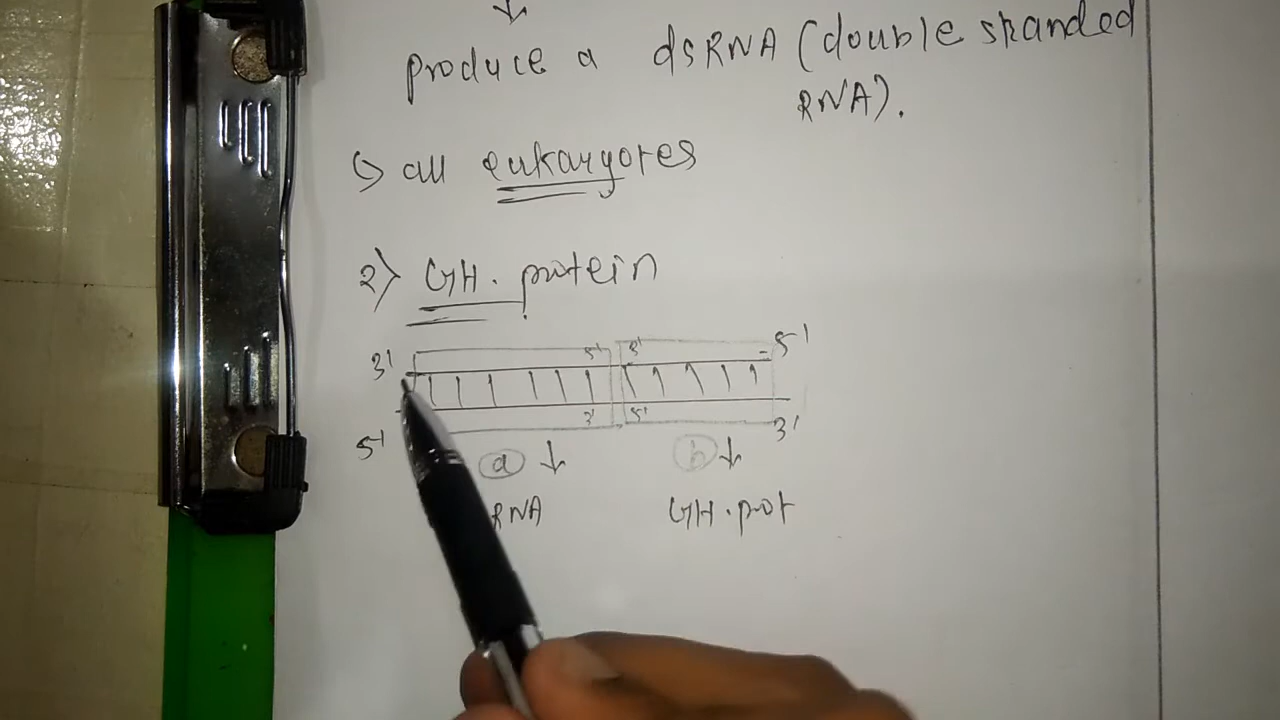 produce a dsRNA (double stranded
RNA).
all eukaryotes
2) GH. protein
3' 5' 3' 5'
5' 3' 5' 3'
a b
RNA GH.prot